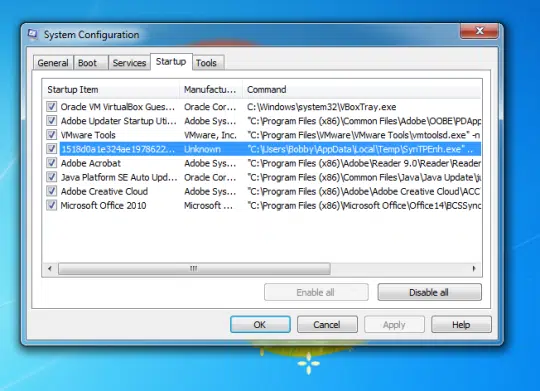 System Configuration
General Boot Services Startup Tools
Startup Item Manufactu... Command
Oracle VM VirtualBox Gues... Oracle Cor... C:\Windows\system32\VBoxTray.exe
Adobe Updater Startup Uti... Adobe Sys... "C:\Program Files (x86)\Common Files\Adobe\OOBE\PDApp
VMware Tools VMware, Inc. "C:\Program Files\VMware\VMware Tools\vmtoolsd.exe" -n
1518d0a1e324ae1978622... Unknown "C:\Users\Bobby\AppData\Local\Temp\SynTPEnh.exe" ..
Adobe Acrobat Adobe Sys... "C:\Program Files (x86)\Adobe\Reader 9.0\Reader\Reader
Java Platform SE Auto Upd... Oracle Cor... "C:\Program Files (x86)\Common Files\Java\Java Update\ju
Adobe Creative Cloud Adobe Sys... "C:\Program Files (x86)\Adobe\Adobe Creative Cloud\ACC
Microsoft Office 2010 Microsoft ... "C:\Program Files (x86)\Microsoft Office\Office14\BCSSync
Enable all Disable all
OK Cancel Apply Help